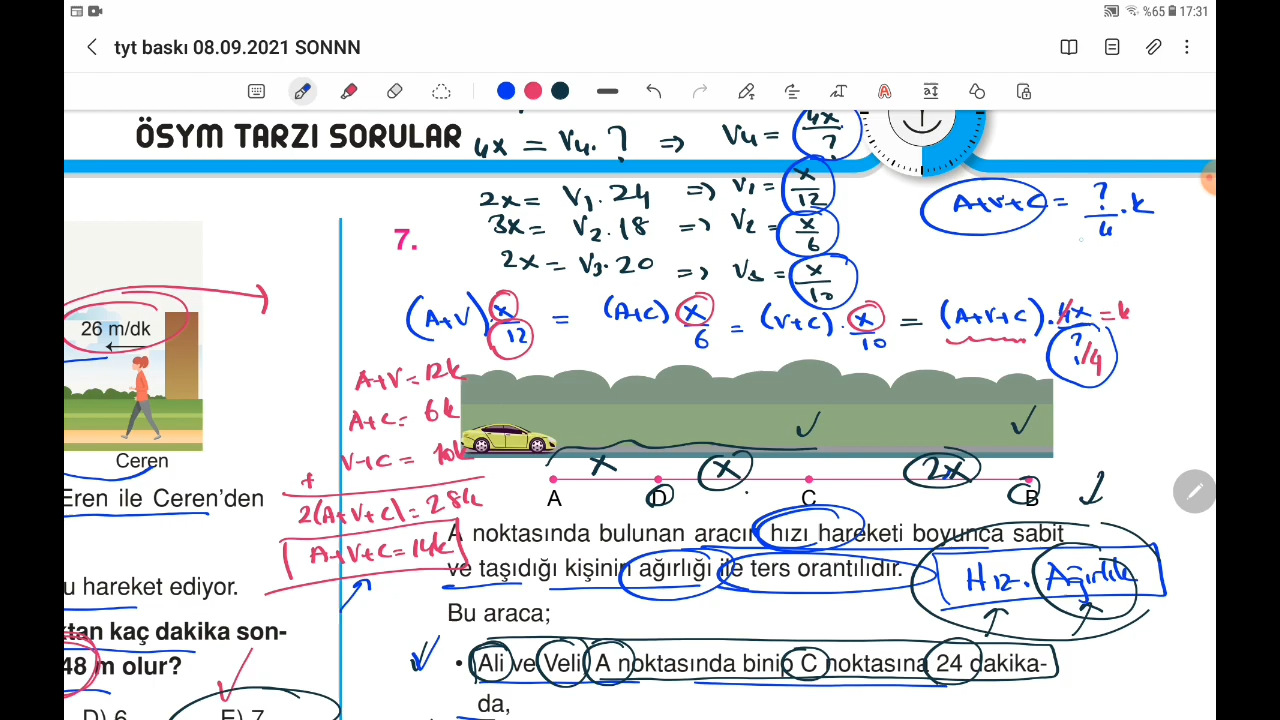 %65 17:31
tyt baskı 08.09.2021 SONNN
ÖSYM TARZI SORULAR
4x = V4 . ? ⇒ V4 = 4x/?
2x = V1 . 24 ⇒ V1 = x/12
3x = V2 . 18 ⇒ V2 = x/6
2x = V3 . 20 ⇒ V3 = x/10
A+V+C = ?/4 . k
(A+V) . x/12 = (A+C) x/6 = (V+C) . x/10 = (A+V+C) . 4x/?/4 = k
A+V = 12k
A+C = 6k
V+C = 10k
+
2(A+V+C) = 28k
A+V+C = 14k
26 m/dk
Ceren
Eren ile Ceren'den
u hareket ediyor.
ktan kaç dakika son-
48 m olur?
D) 6 E) 7
7.
x x 2x
A D C B
A noktasında bulunan aracın hızı hareketi boyunca sabit
ve taşıdığı kişinin ağırlığı ile ters orantılıdır.
Hız . Ağırlık
Bu araca;
• Ali ve Veli A noktasında binip C noktasına 24 dakika-
da,